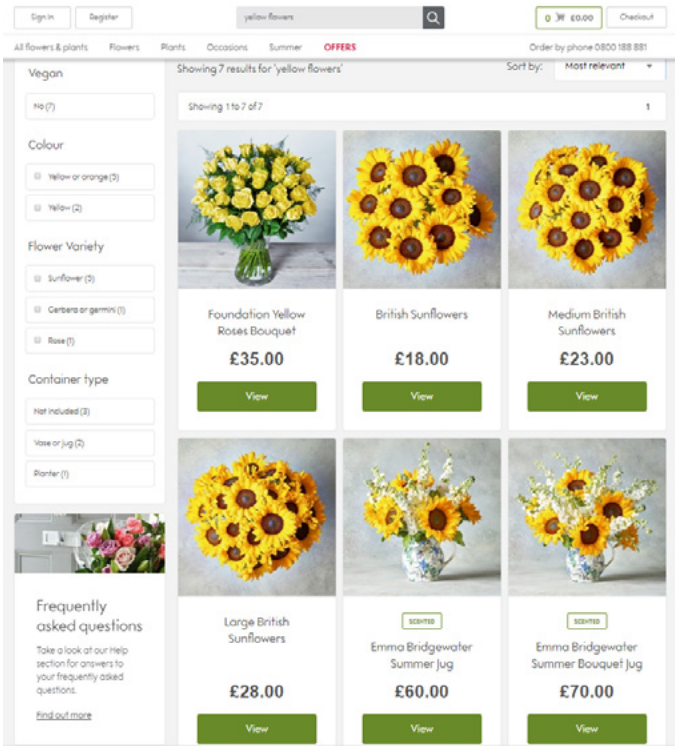 Sign In
Register
yellow flowers
0 £0.00
Checkout
All flowers & plants Flowers Plants Occasions Summer OFFERS
Order by phone 0800 188 881
Vegan
No (7)
Colour
Yellow or orange (5)
Yellow (2)
Flower Variety
Sunflower (5)
Gerbera or germini (1)
Rose (1)
Container type
Not included (3)
Vase or jug (2)
Planter (1)
Frequently
asked questions
Take a look at our Help
section for answers to
your frequently asked
questions.
Find out more
Showing 7 results for 'yellow flowers'
Sort by: Most relevant
Showing 1 to 7 of 7
1
Foundation Yellow
Roses Bouquet
£35.00
View
British Sunflowers
£18.00
View
Medium British
Sunflowers
£23.00
View
Large British
Sunflowers
£28.00
View
SCENTED
Emma Bridgewater
Summer Jug
£60.00
View
SCENTED
Emma Bridgewater
Summer Bouquet Jug
£70.00
View